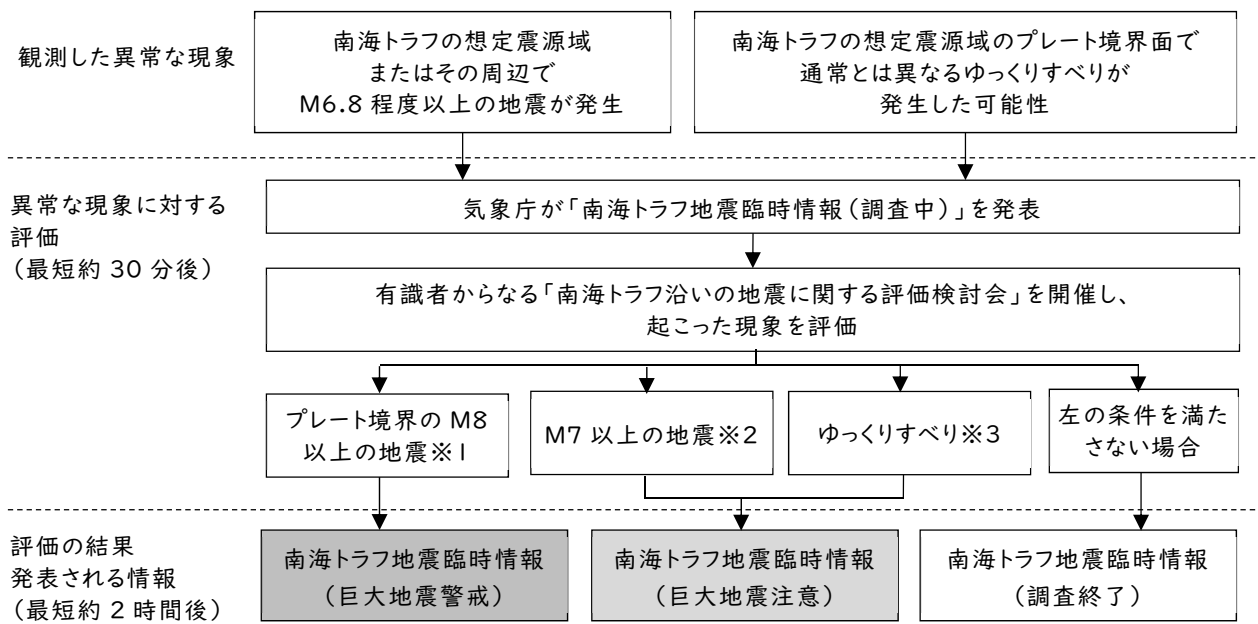 観測した異常な現象
南海トラフの想定震源域
またはその周辺で
M6.8 程度以上の地震が発生
南海トラフの想定震源域のプレート境界面で
通常とは異なるゆっくりすべりが
発生した可能性
異常な現象に対する
評価
(最短約 30 分後)
気象庁が「南海トラフ地震臨時情報(調査中)」を発表
有識者からなる「南海トラフ沿いの地震に関する評価検討会」を開催し、
起こった現象を評価
プレート境界の M8
以上の地震※1
M7 以上の地震※2
ゆっくりすべり※3
左の条件を満た
さない場合
評価の結果
発表される情報
(最短約 2 時間後)
南海トラフ地震臨時情報
(巨大地震警戒)
南海トラフ地震臨時情報
(巨大地震注意)
南海トラフ地震臨時情報
(調査終了)